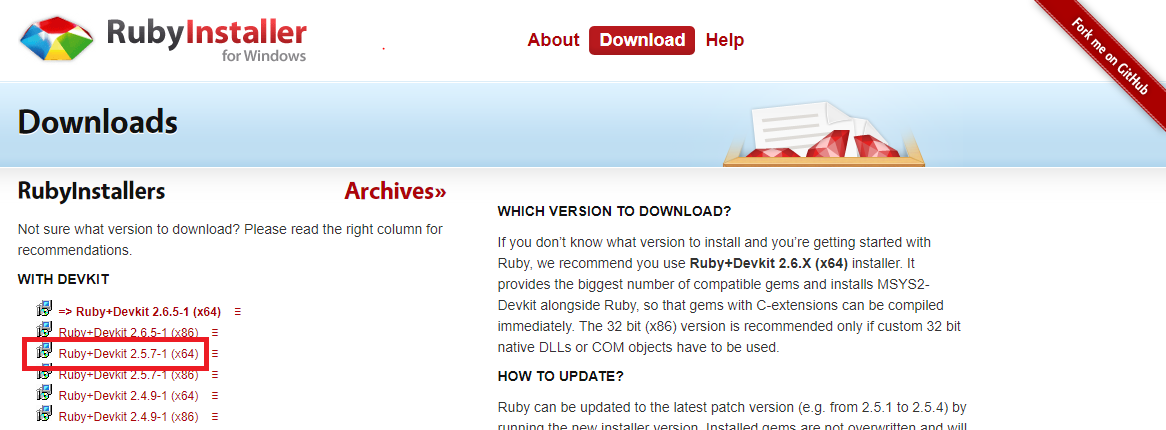 RubyInstaller
for Windows
About Download Help
Fork me on GitHub
Downloads
RubyInstallers Archives»
Not sure what version to download? Please read the right column for
recommendations.
WITH DEVKIT
=> Ruby+Devkit 2.6.5-1 (x64)
Ruby+Devkit 2.6.5-1 (x86)
Ruby+Devkit 2.5.7-1 (x64)
Ruby+Devkit 2.5.7-1 (x86)
Ruby+Devkit 2.4.9-1 (x64)
Ruby+Devkit 2.4.9-1 (x86)
WHICH VERSION TO DOWNLOAD?
If you don’t know what version to install and you’re getting started with
Ruby, we recommend you use Ruby+Devkit 2.6.X (x64) installer. It
provides the biggest number of compatible gems and installs MSYS2-
Devkit alongside Ruby, so that gems with C-extensions can be compiled
immediately. The 32 bit (x86) version is recommended only if custom 32 bit
native DLLs or COM objects have to be used.
HOW TO UPDATE?
Ruby can be updated to the latest patch version (e.g. from 2.5.1 to 2.5.4) by
running the new installer version. Installed gems are not overwritten and will